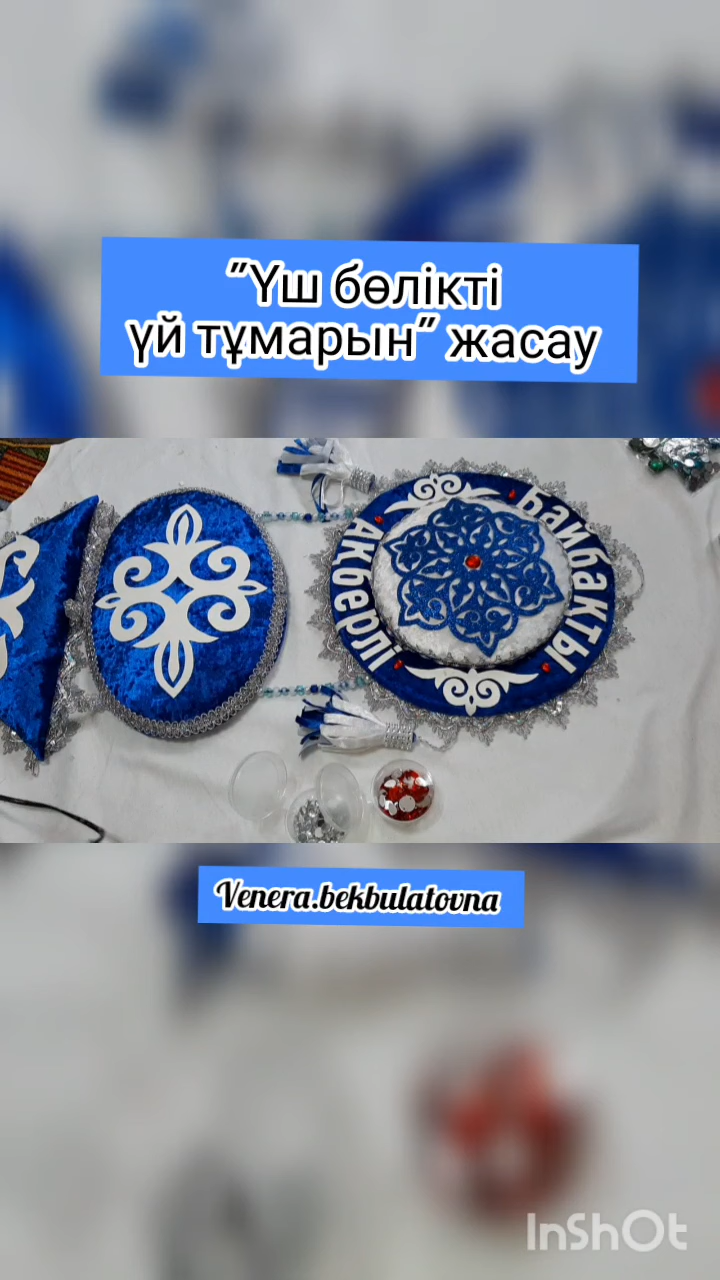 "Үш бөлікті
үй тұмарын" жасау
Байбақты
Ақберлі
Venera.bekbulatovna
InShOt